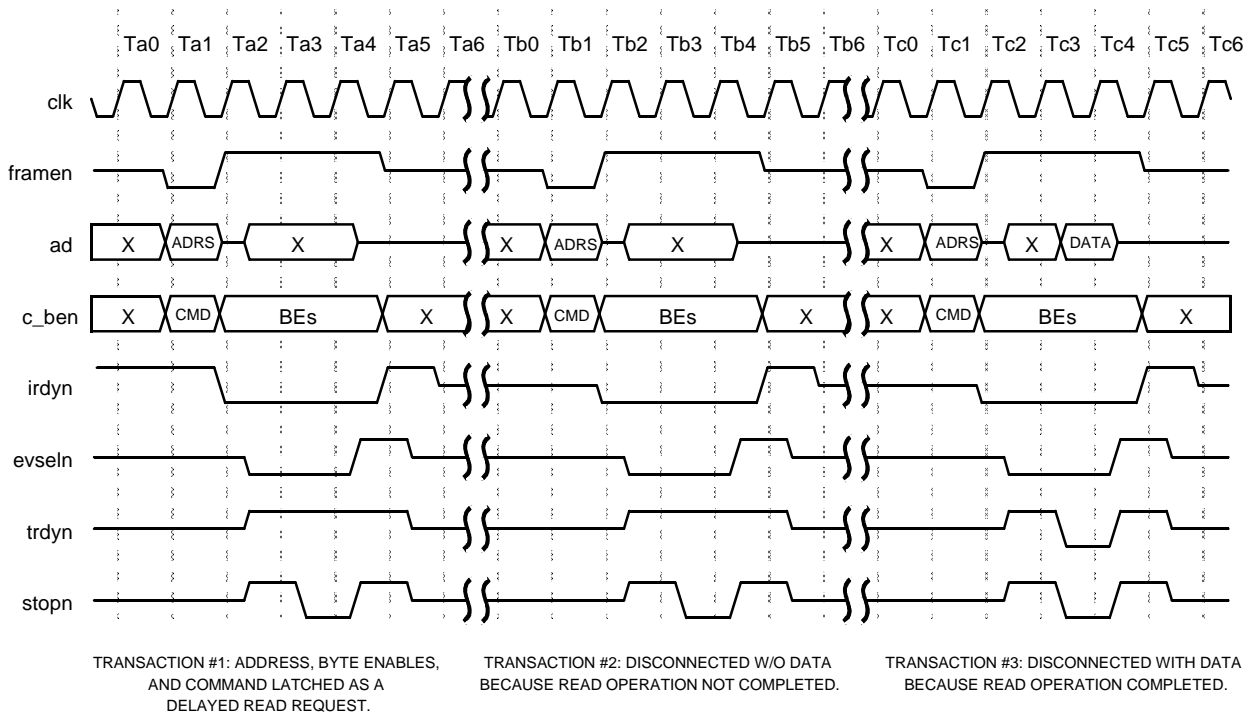 Ta0 Ta1 Ta2 Ta3 Ta4 Ta5 Ta6 Tb0 Tb1 Tb2 Tb3 Tb4 Tb5 Tb6 Tc0 Tc1 Tc2 Tc3 Tc4 Tc5 Tc6
clk
framen
ad X ADRS X X ADRS X X ADRS X DATA
c_ben X CMD BEs X X CMD BEs X X CMD BEs X
irdyn
evseln
trdyn
stopn
TRANSACTION #1: ADDRESS, BYTE ENABLES,
AND COMMAND LATCHED AS A
DELAYED READ REQUEST.
TRANSACTION #2: DISCONNECTED W/O DATA
BECAUSE READ OPERATION NOT COMPLETED.
TRANSACTION #3: DISCONNECTED WITH DATA
BECAUSE READ OPERATION COMPLETED.